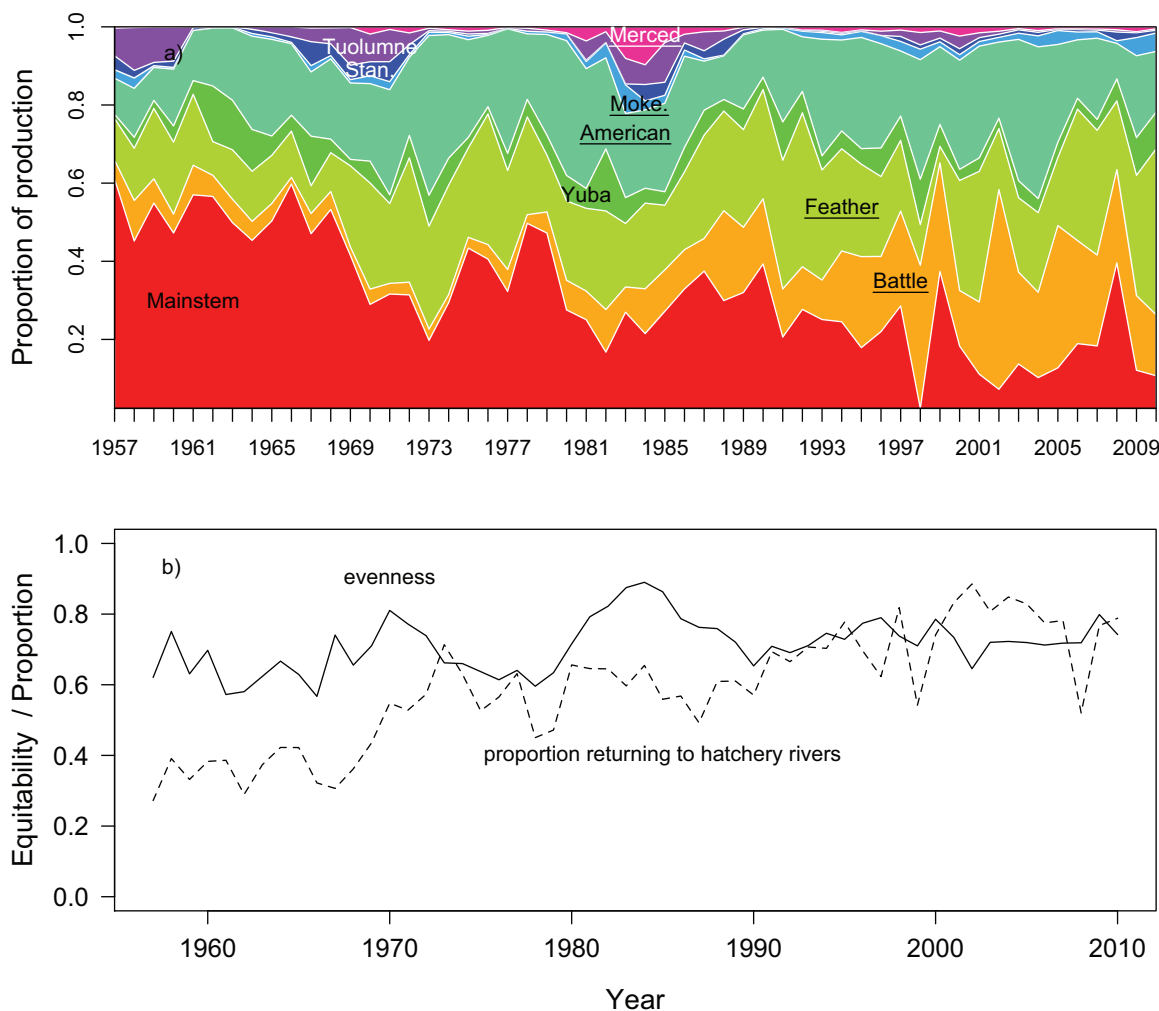 Proportion of production
1.0
0.8
0.6
0.4
0.2
a)
Tuolumne
Stan.
Merced
Moke.
American
Yuba
Feather
Battle
Mainstem
1957 1961 1965 1969 1973 1977 1981 1985 1989 1993 1997 2001 2005 2009
Equitability / Proportion
1.0
0.8
0.6
0.4
0.2
0.0
b)
evenness
proportion returning to hatchery rivers
1960 1970 1980 1990 2000 2010
Year